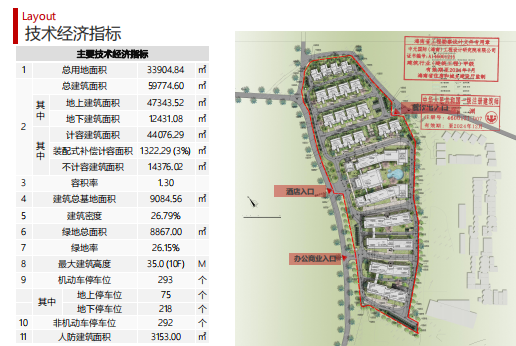 Layout
技术经济指标
主要技术经济指标
1 总用地面积 33904.84 ㎡
总建筑面积 59774.60 ㎡
2 其中 地上建筑面积 47343.52 ㎡
地下建筑面积 12431.08 ㎡
其中 计容建筑面积 44076.29 ㎡
装配式补偿计容面积 1322.29 (3%) ㎡
不计容建筑面积 14376.02 ㎡
3 容积率 1.30
4 建筑总基地面积 9084.56 ㎡
5 建筑密度 26.79%
6 绿地总面积 8867.00 ㎡
7 绿地率 26.15%
8 最大建筑高度 35.0 (10F) M
9 机动车停车位 293 个
其中 地上停车位 75 个
地下停车位 218 个
10 非机动车停车位 292 个
11 人防建筑面积 3153.00 ㎡
酒店入口
办公商业入口